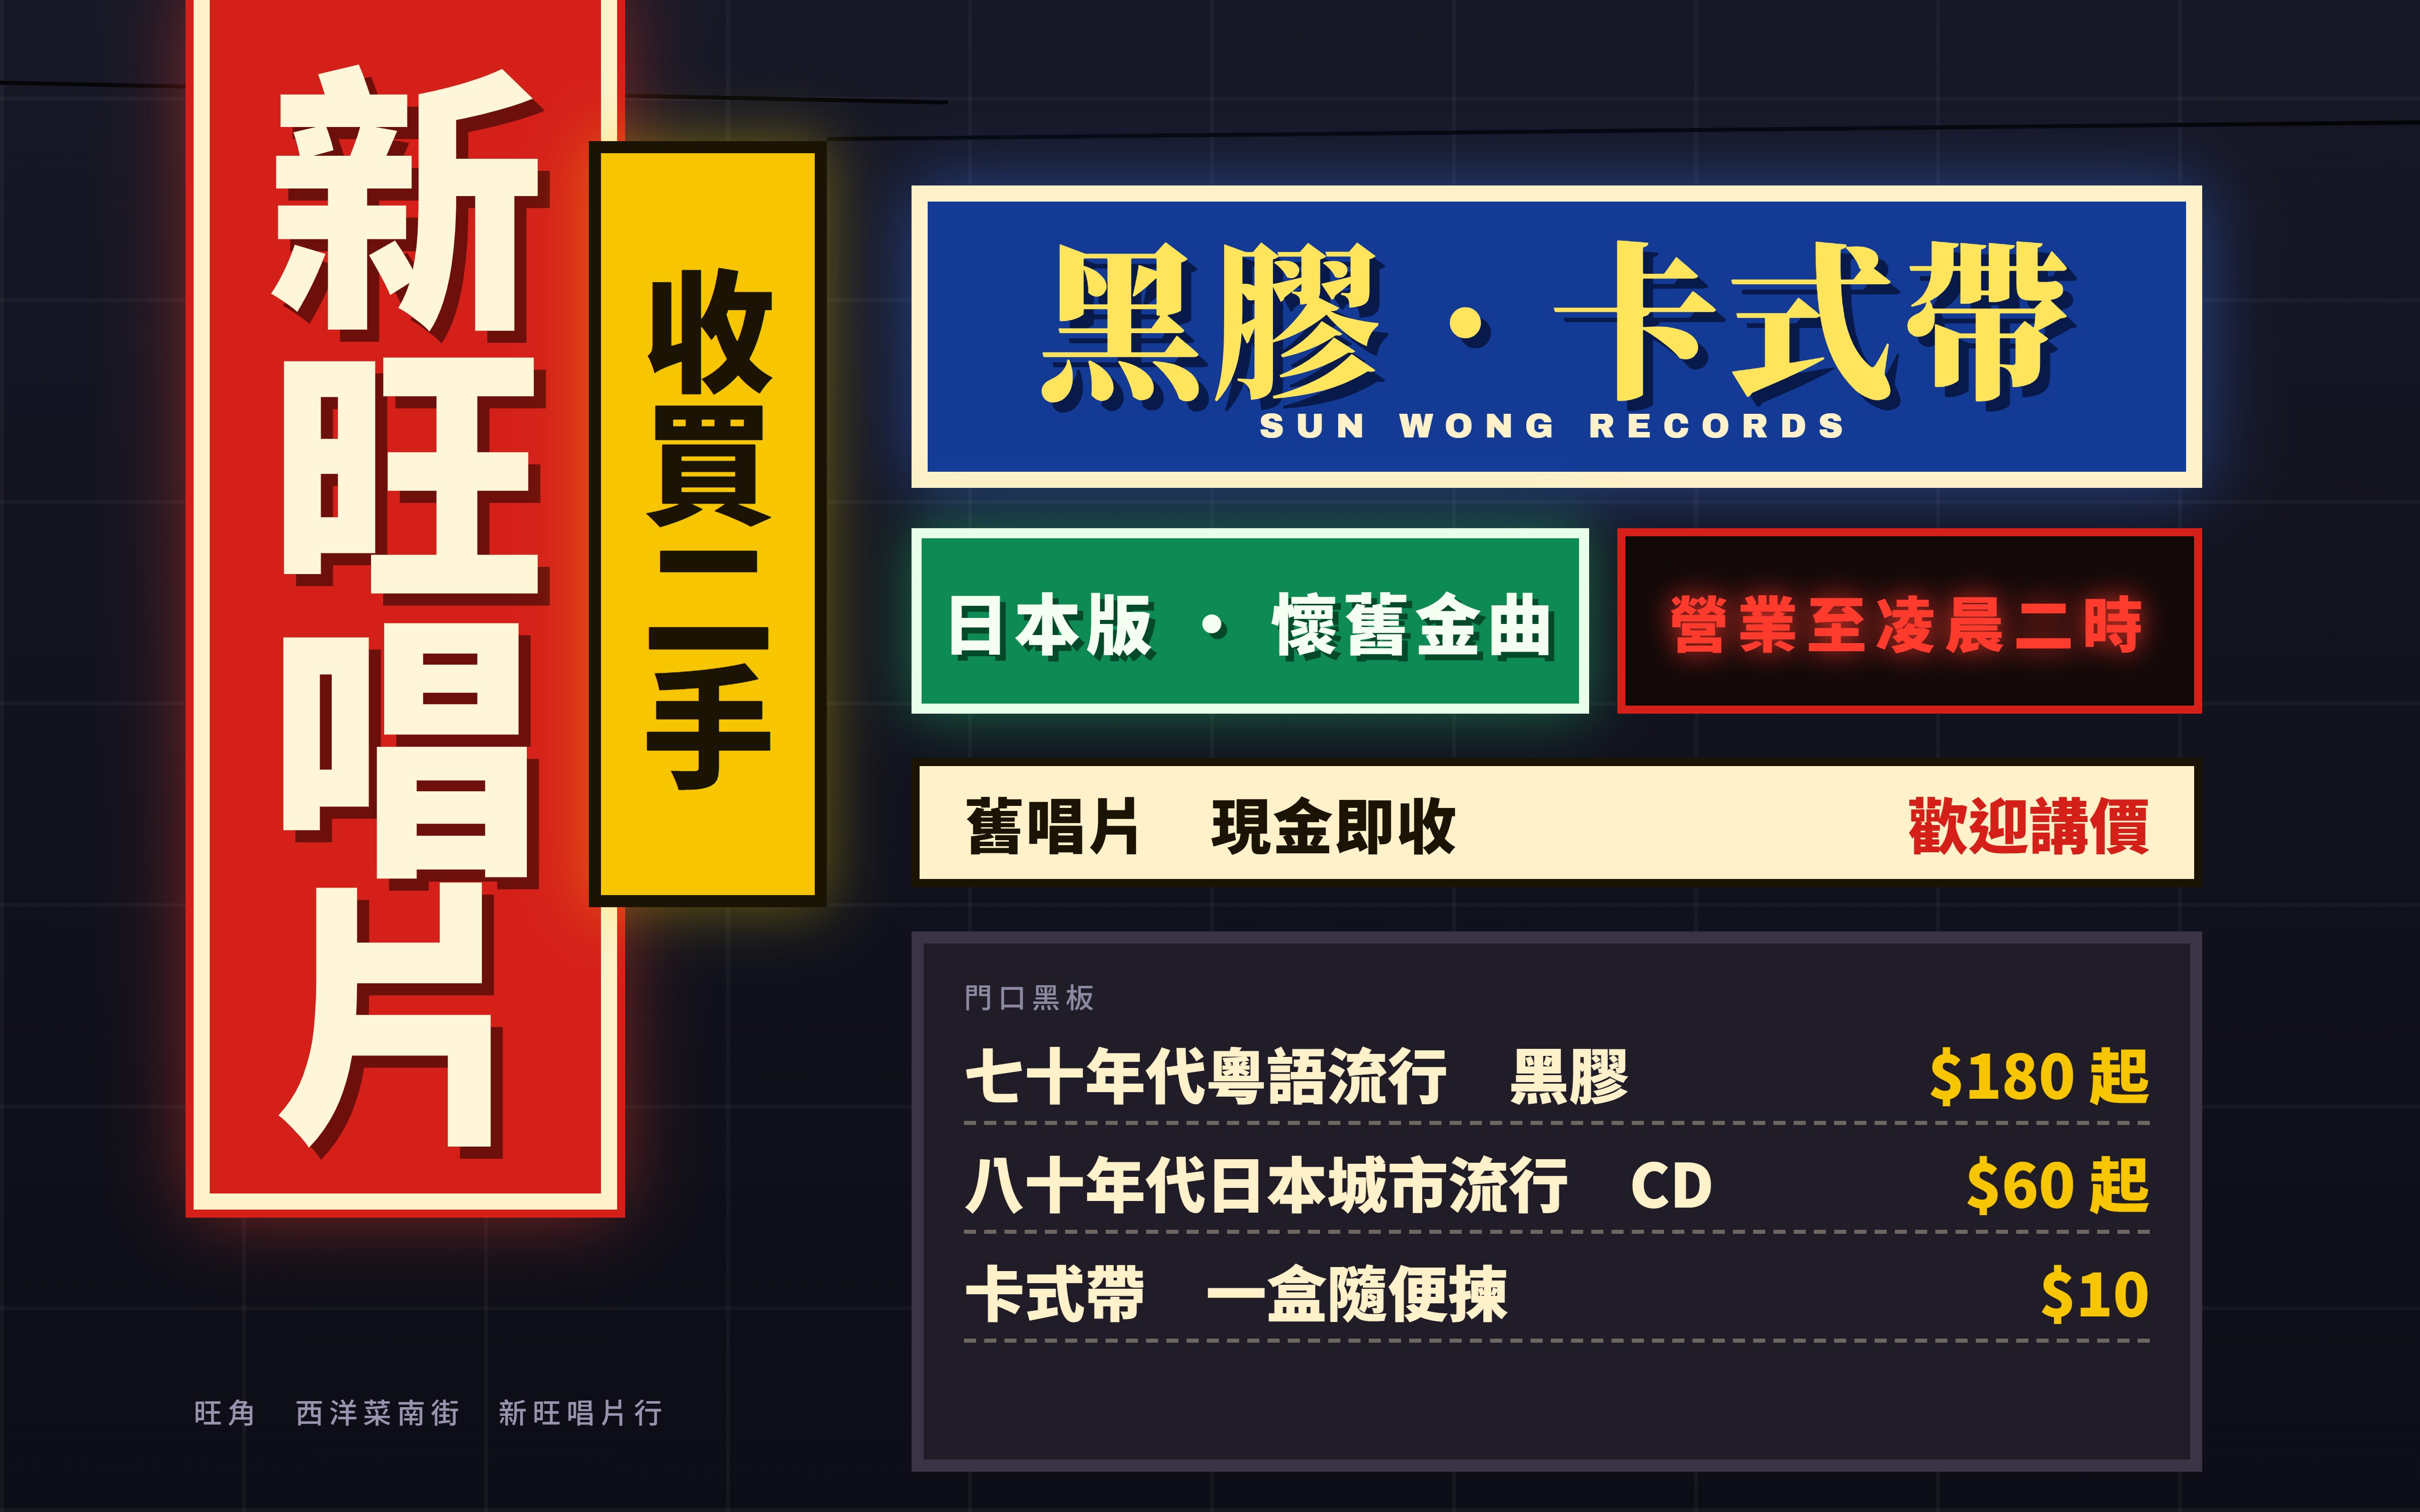 新旺唱片
收買二手
黑膠・卡式帶
SUN WONG RECORDS
日本版 ・ 懷舊金曲
營業至凌晨二時
舊唱片　現金即收
歡迎講價
門口黑板
七十年代粵語流行　黑膠 $180 起
八十年代日本城市流行　CD $60 起
卡式帶　一盒隨便揀 $10
旺角　西洋菜南街　新旺唱片行